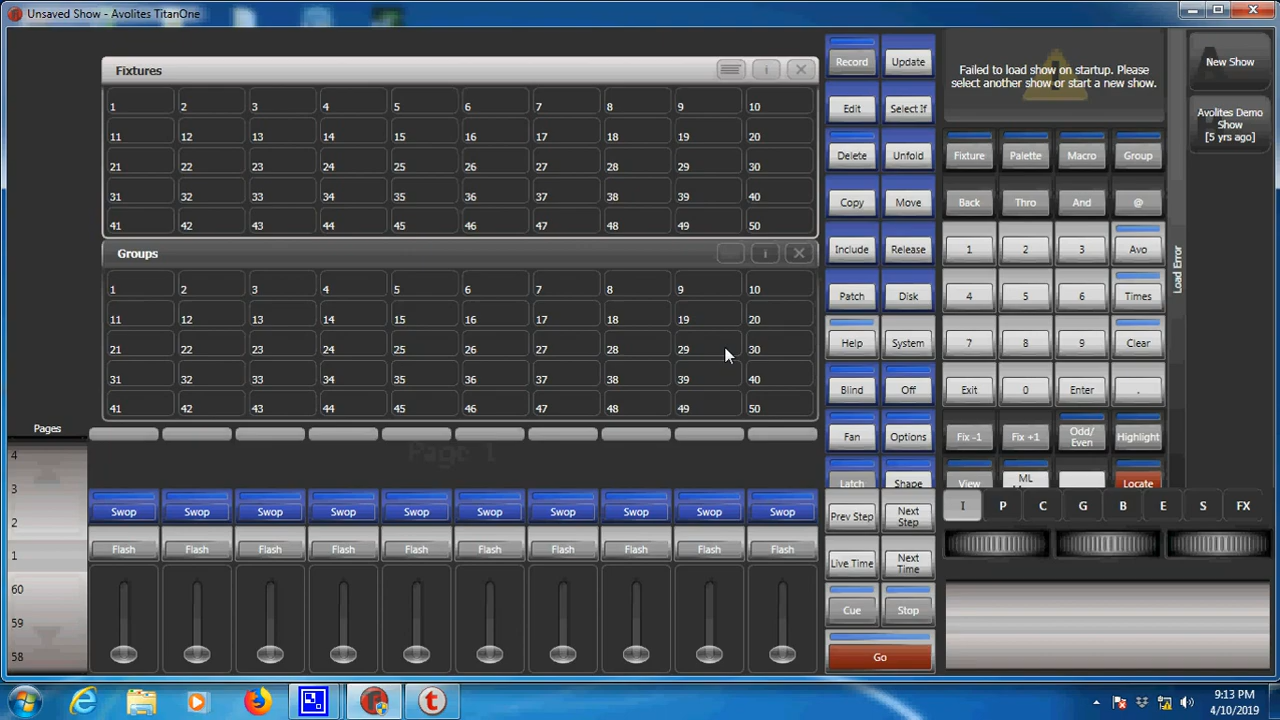 Unsaved Show - Avolites TitanOne
Fixtures
i
1 2 3 4 5 6 7 8 9 10
11 12 13 14 15 16 17 18 19 20
21 22 23 24 25 26 27 28 29 30
31 32 33 34 35 36 37 38 39 40
41 42 43 44 45 46 47 48 49 50
Groups
i
1 2 3 4 5 6 7 8 9 10
11 12 13 14 15 16 17 18 19 20
21 22 23 24 25 26 27 28 29 30
31 32 33 34 35 36 37 38 39 40
41 42 43 44 45 46 47 48 49 50
Pages
4
3
2
1
60
59
58
Page 1
Swop Swop Swop Swop Swop Swop Swop Swop Swop Swop
Flash Flash Flash Flash Flash Flash Flash Flash Flash Flash
Record Update
Edit Select If
Delete Unfold
Copy Move
Include Release
Patch Disk
Help System
Blind Off
Fan Options
Latch Shape
Prev Step Next
Step
Live Time Next
Time
Cue Stop
Go
Failed to load show on startup. Please
select another show or start a new show.
Fixture Palette Macro Group
Back Thro And @
1 2 3 Avo
4 5 6 Times
7 8 9 Clear
Exit 0 Enter .
Fix -1 Fix +1 Odd/
Even Highlight
View ML Locate
I P C G B E S FX
Load Error
New Show
Avolites Demo
Show
[5 yrs ago]
9:13 PM
4/10/2019